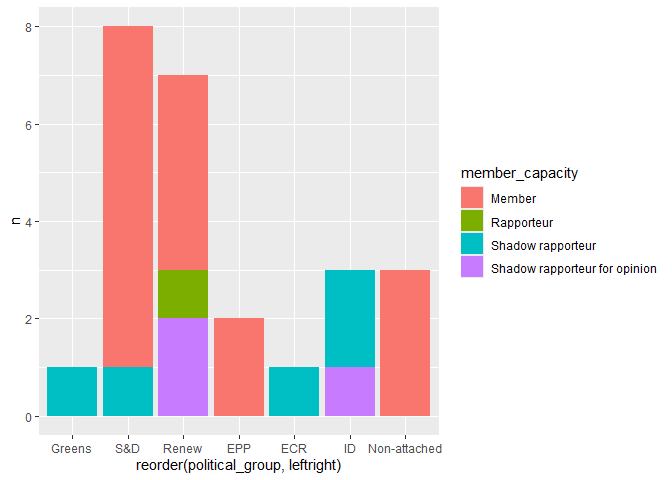 8
6
4
2
0
n
Greens S&D Renew EPP ECR ID Non-attached
reorder(political_group, leftright)
member_capacity
Member
Rapporteur
Shadow rapporteur
Shadow rapporteur for opinion